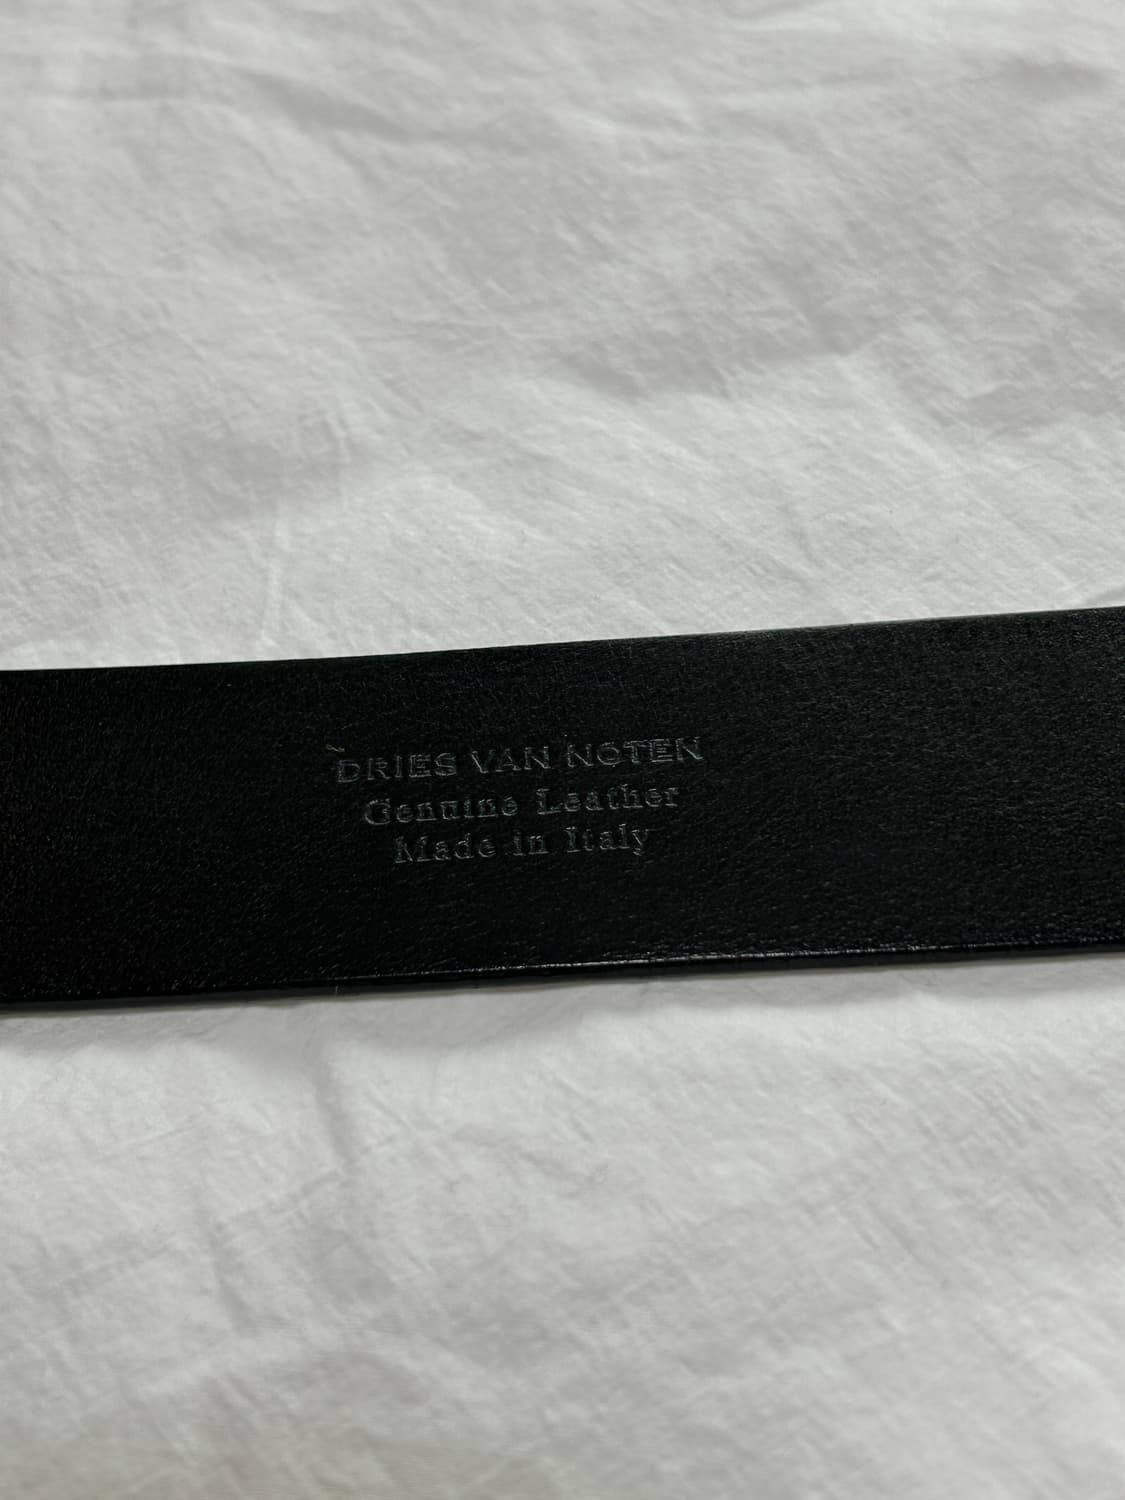 DRIES VAN NOTEN
Genuine Leather
Made in Italy